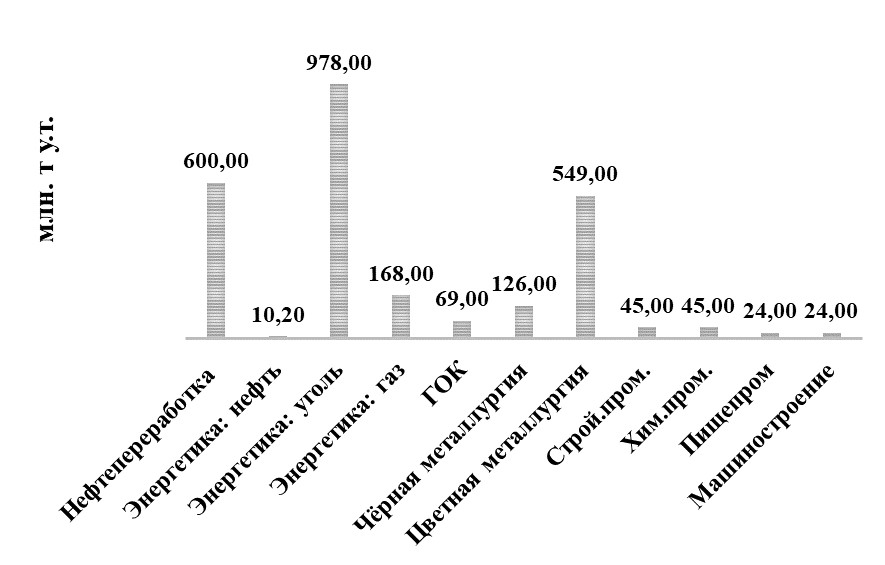 млн. т у.т.
600,00
10,20
978,00
168,00
69,00
126,00
549,00
45,00
45,00
24,00
24,00
Нефтепереработка
Энергетика: нефть
Энергетика: уголь
Энергетика: газ
ГОК
Чёрная металлургия
Цветная металлургия
Строй.пром.
Хим.пром.
Пищепром
Машиностроение